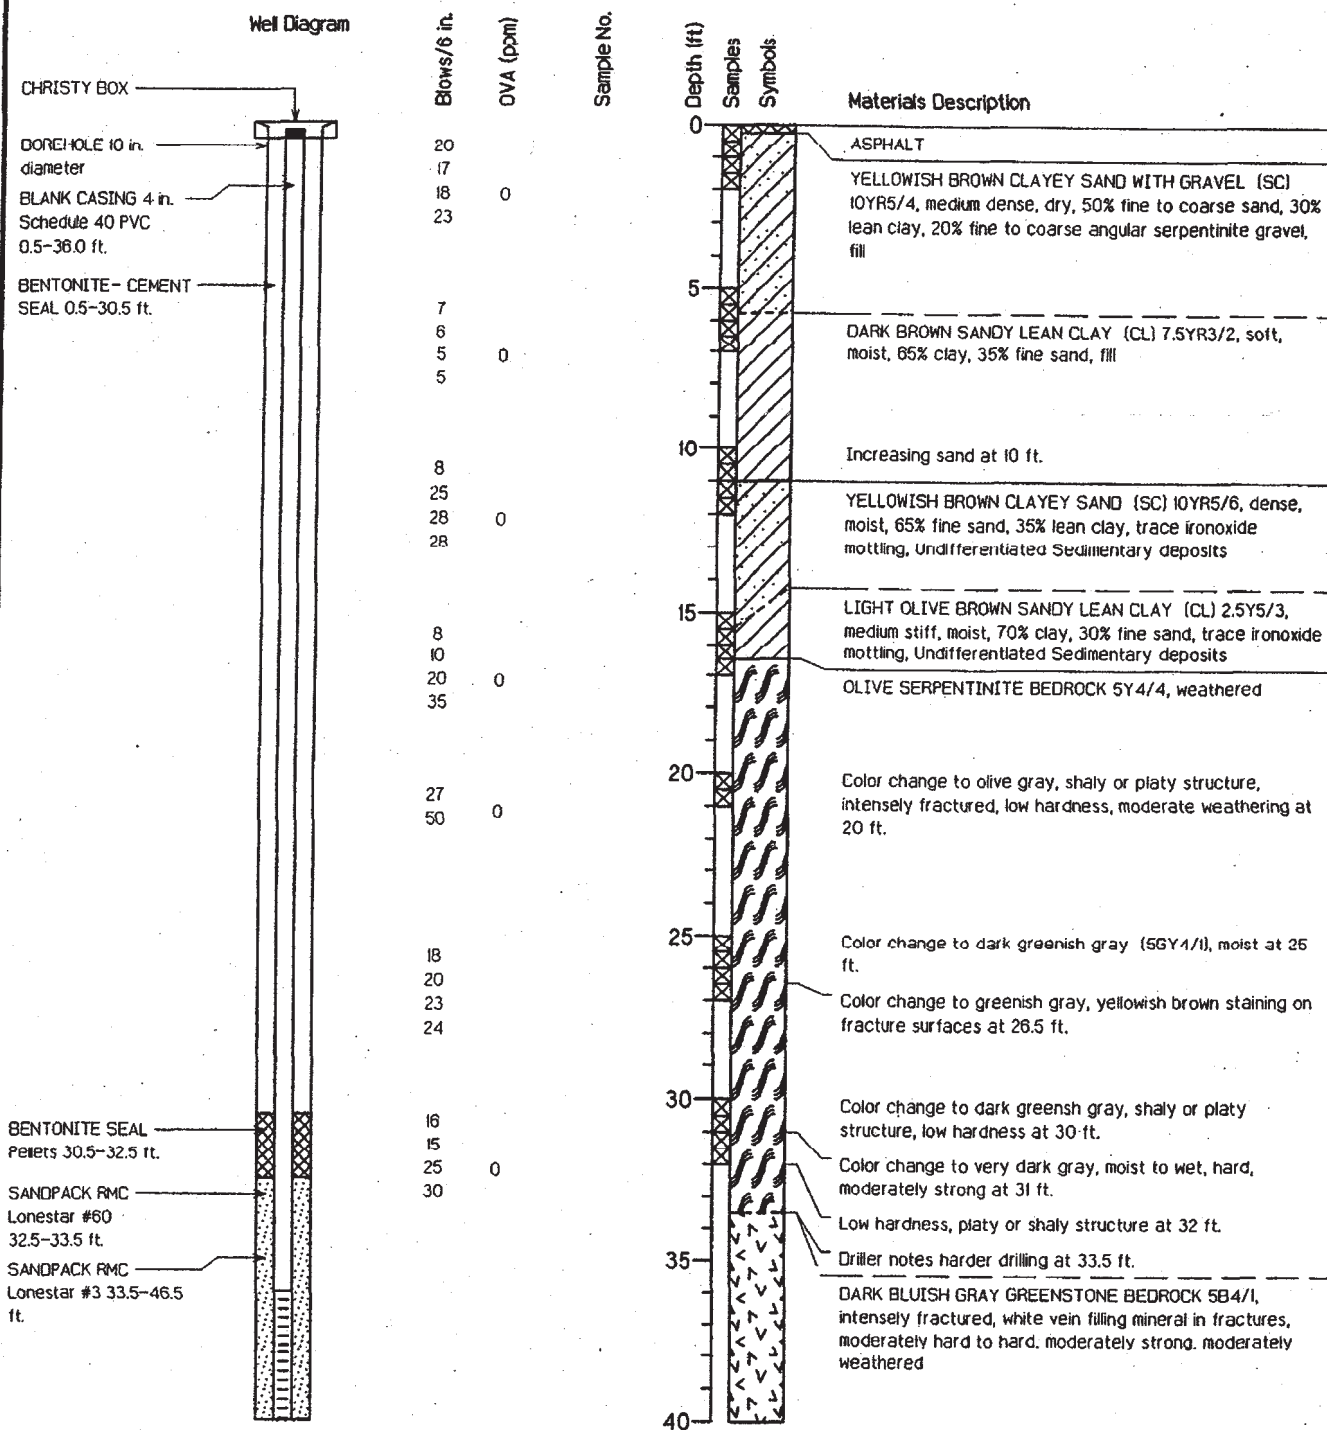 Well Diagram
Blows/6 in.
OVA (ppm)
Sample No.
Depth (ft)
Samples
Symbols
Materials Description
CHRISTY BOX
BOREHOLE 10 in.
diameter
BLANK CASING 4 in.
Schedule 40 PVC
0.5-36.0 ft.
BENTONITE- CEMENT
SEAL 0.5-30.5 ft.
BENTONITE SEAL
Pellets 30.5-32.5 ft.
SANDPACK RMC
Lonestar #60
32.5-33.5 ft.
SANDPACK RMC
Lonestar #3 33.5-46.5
ft.
20
17
18 0
23
7
6
5 0
5
8
25
28 0
28
8
10
20 0
35
27
50 0
18
20
23
24
16
15
25 0
30
0
5
10
15
20
25
30
35
40
ASPHALT
YELLOWISH BROWN CLAYEY SAND WITH GRAVEL (SC)
10YR5/4, medium dense, dry, 50% fine to coarse sand, 30%
lean clay, 20% fine to coarse angular serpentinite gravel,
fill
DARK BROWN SANDY LEAN CLAY (CL) 7.5YR3/2, soft,
moist, 65% clay, 35% fine sand, fill
Increasing sand at 10 ft.
YELLOWISH BROWN CLAYEY SAND (SC) 10YR5/6, dense,
moist, 65% fine sand, 35% lean clay, trace ironoxide
mottling, Undifferentiated Sedimentary deposits
LIGHT OLIVE BROWN SANDY LEAN CLAY (CL) 2.5Y5/3,
medium stiff, moist, 70% clay, 30% fine sand, trace ironoxide
mottling, Undifferentiated Sedimentary deposits
OLIVE SERPENTINITE BEDROCK 5Y4/4, weathered
Color change to olive gray, shaly or platy structure,
intensely fractured, low hardness, moderate weathering at
20 ft.
Color change to dark greenish gray (5GY4/1), moist at 25
ft.
Color change to greenish gray, yellowish brown staining on
fracture surfaces at 26.5 ft.
Color change to dark greensh gray, shaly or platy
structure, low hardness at 30 ft.
Color change to very dark gray, moist to wet, hard,
moderately strong at 31 ft.
Low hardness, platy or shaly structure at 32 ft.
Driller notes harder drilling at 33.5 ft.
DARK BLUISH GRAY GREENSTONE BEDROCK 5B4/1,
intensely fractured, white vein filling mineral in fractures,
moderately hard to hard, moderately strong, moderately
weathered